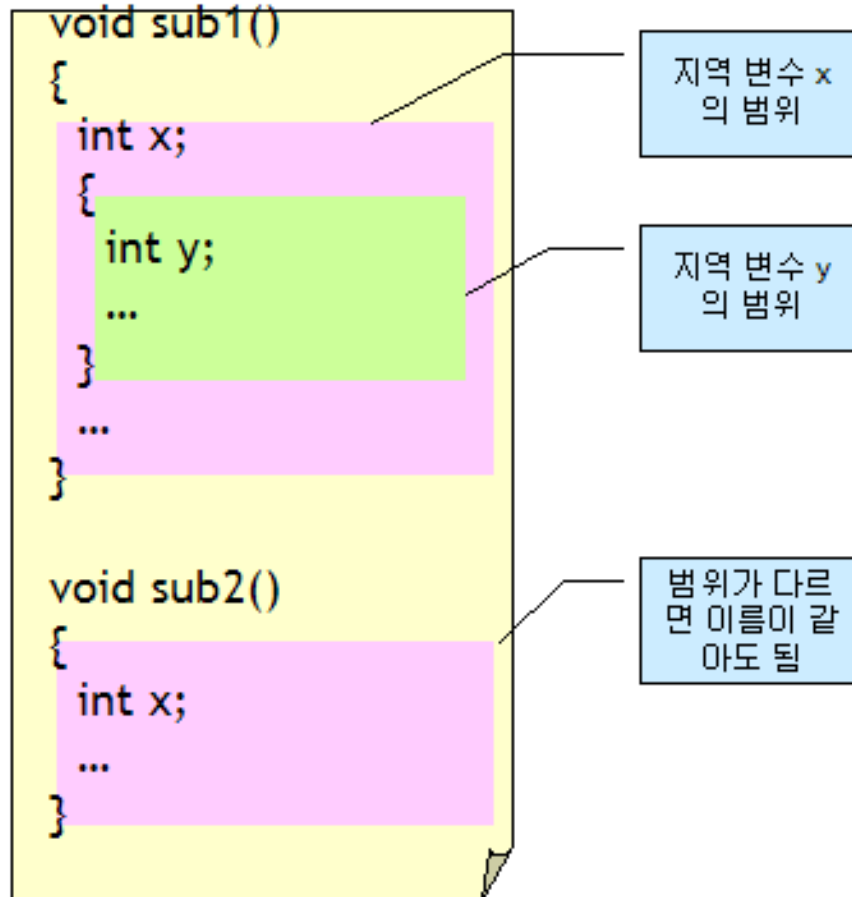 void sub1()
{
int x;
{
int y;
...
}
...
}
void sub2()
{
int x;
...
}
지역 변수 x
의 범위
지역 변수 y
의 범위
범위가 다르
면 이름이 같
아도 됨